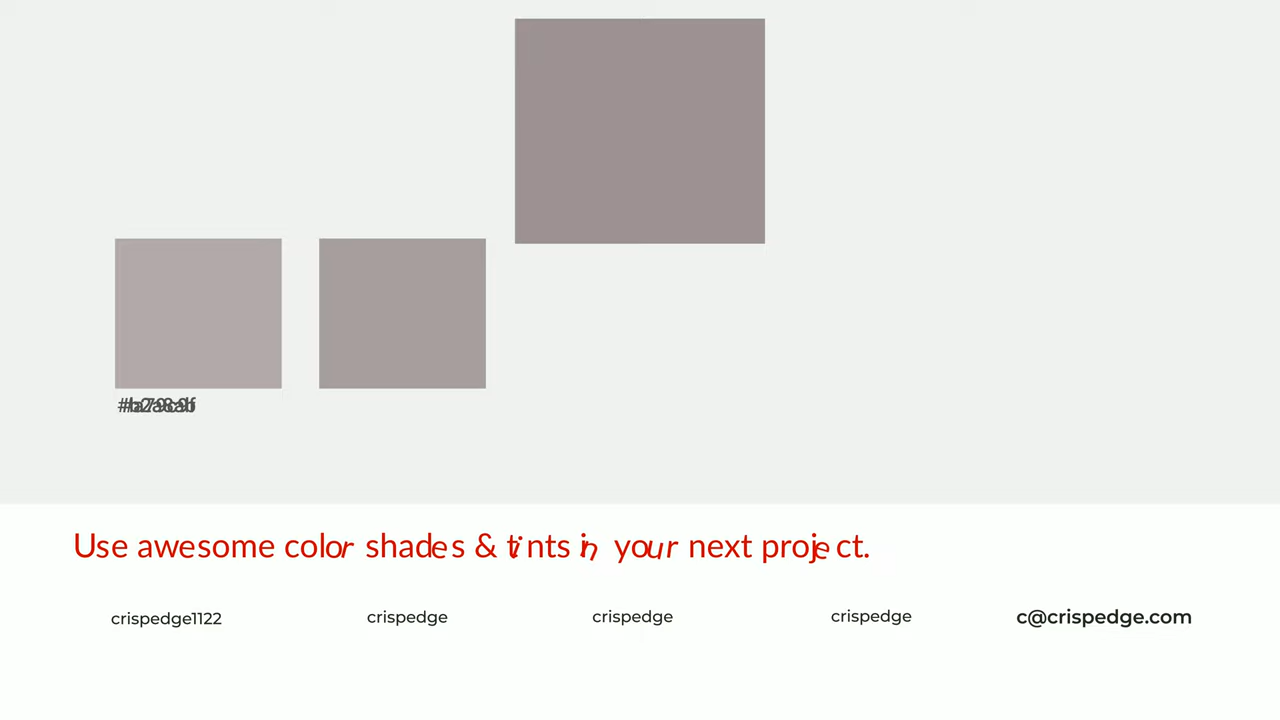 Use awesome color shades & tints in your next project.
crispedge1122 crispedge crispedge crispedge c@crispedge.com